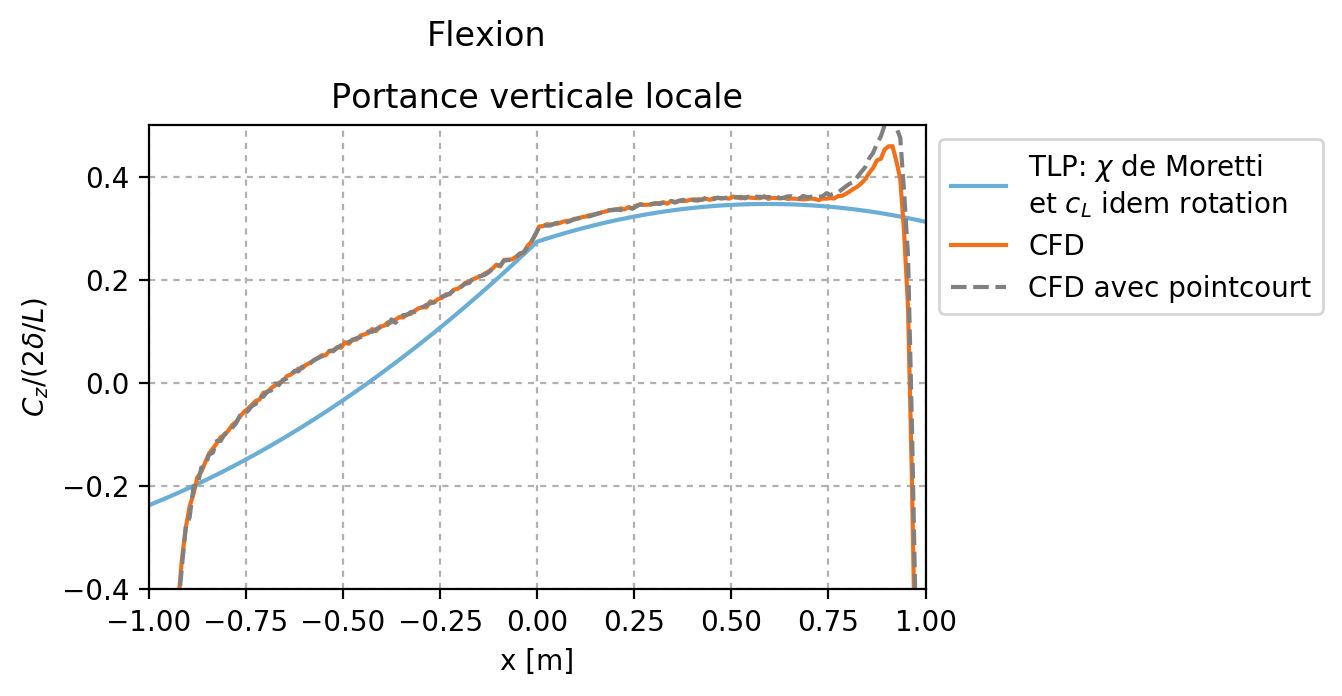 Flexion
Portance verticale locale
TLP: χ de Moretti
et c_L idem rotation
CFD
CFD avec pointcourt
C_z/(2δ/L)
0.4
0.2
0.0
−0.2
−0.4
−1.00 −0.75 −0.50 −0.25 0.00 0.25 0.50 0.75 1.00
x [m]